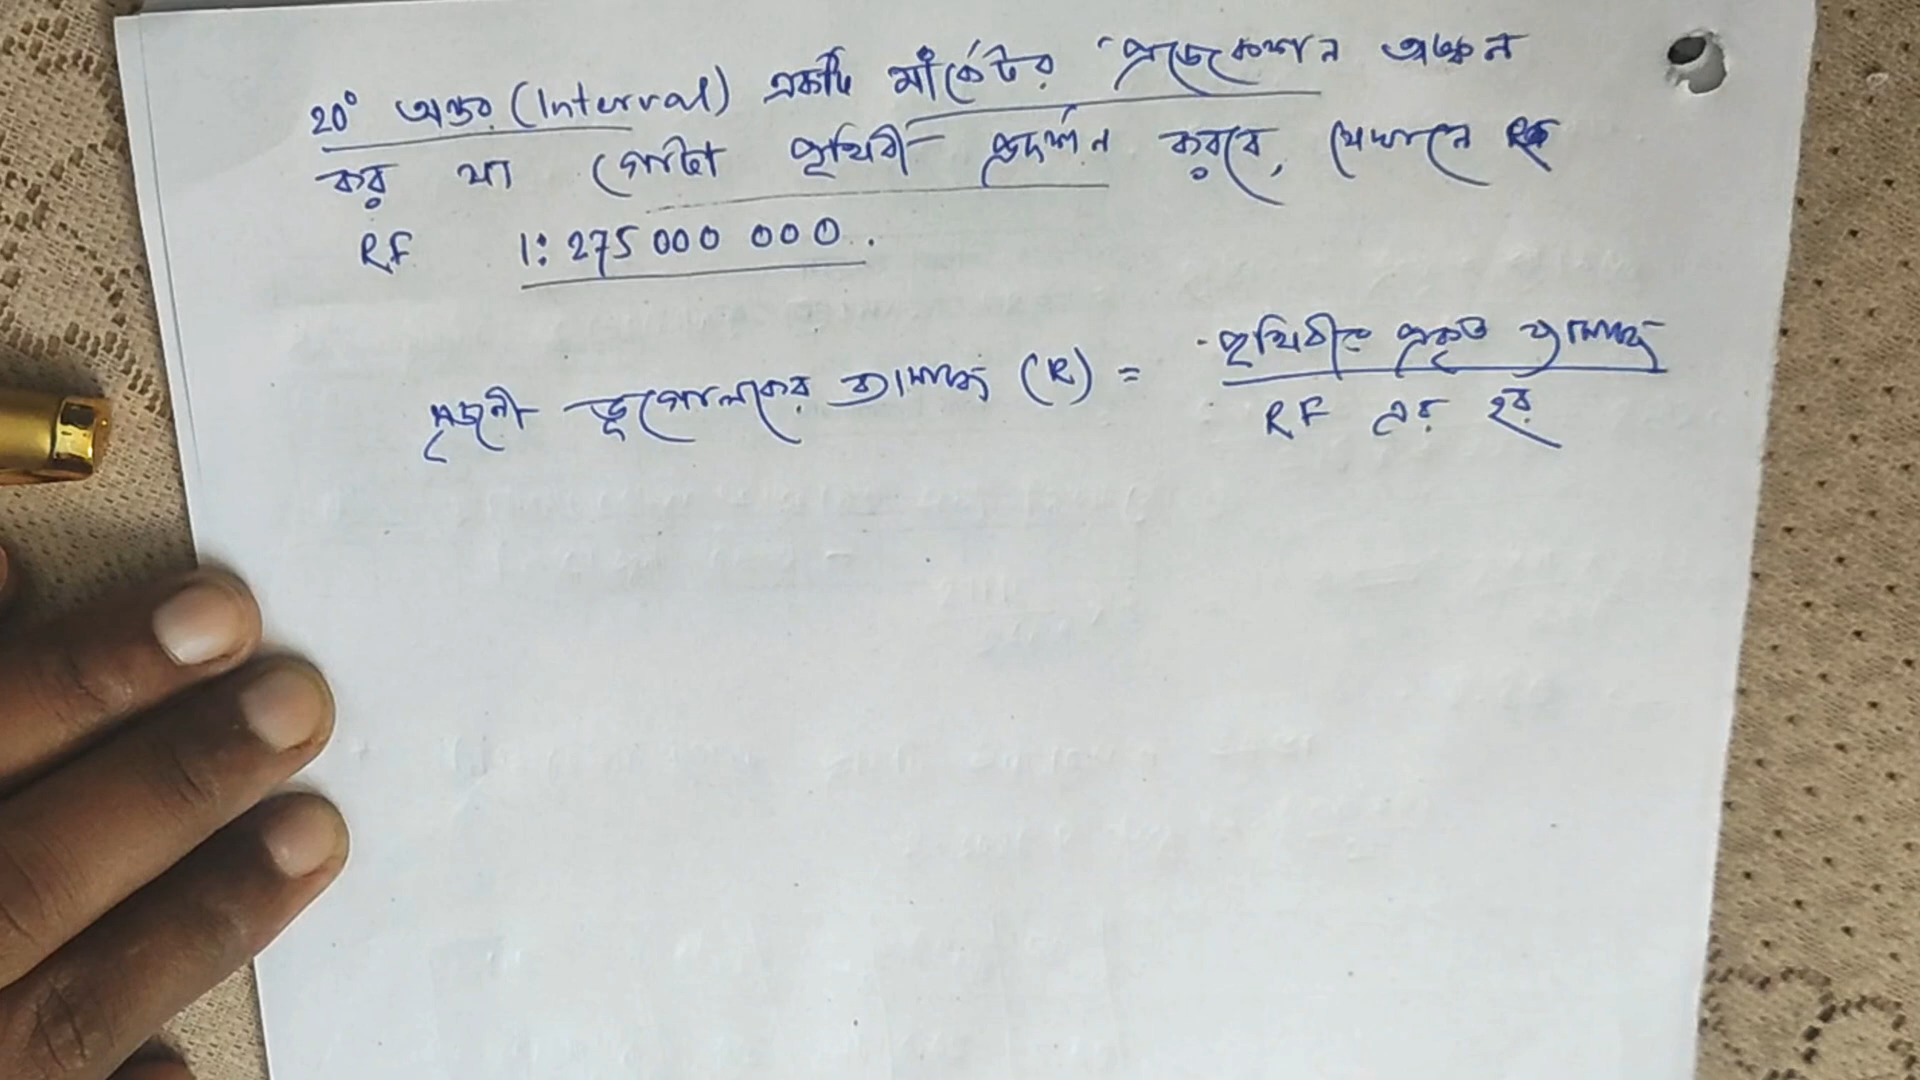 20° অন্তর (Interval) একটি মার্কেটর প্রজেকশন অঙ্কন
কর যা গোটা পৃথিবী প্রদর্শন করবে, যেখানে
RF 1: 275 000 000.
সৃজনী ভূগোলকের ব্যাসার্দ্ধ (R) = পৃথিবীর প্রকৃত ব্যাসার্দ্ধ
RF এর হর